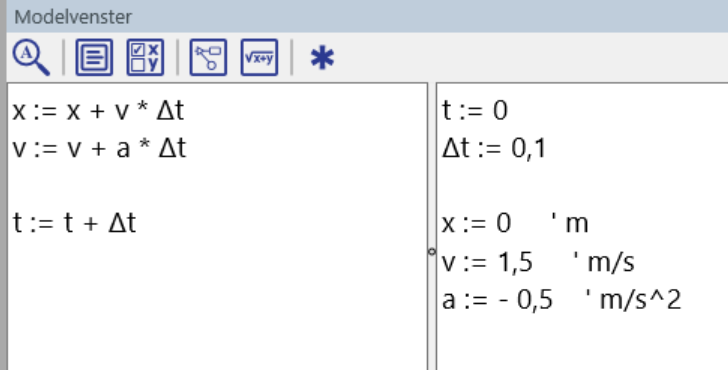 Modelvenster
x := x + v * Δt
v := v + a * Δt
t := t + Δt
t := 0
Δt := 0,1
x := 0 ' m
v := 1,5 ' m/s
a := - 0,5 ' m/s^2